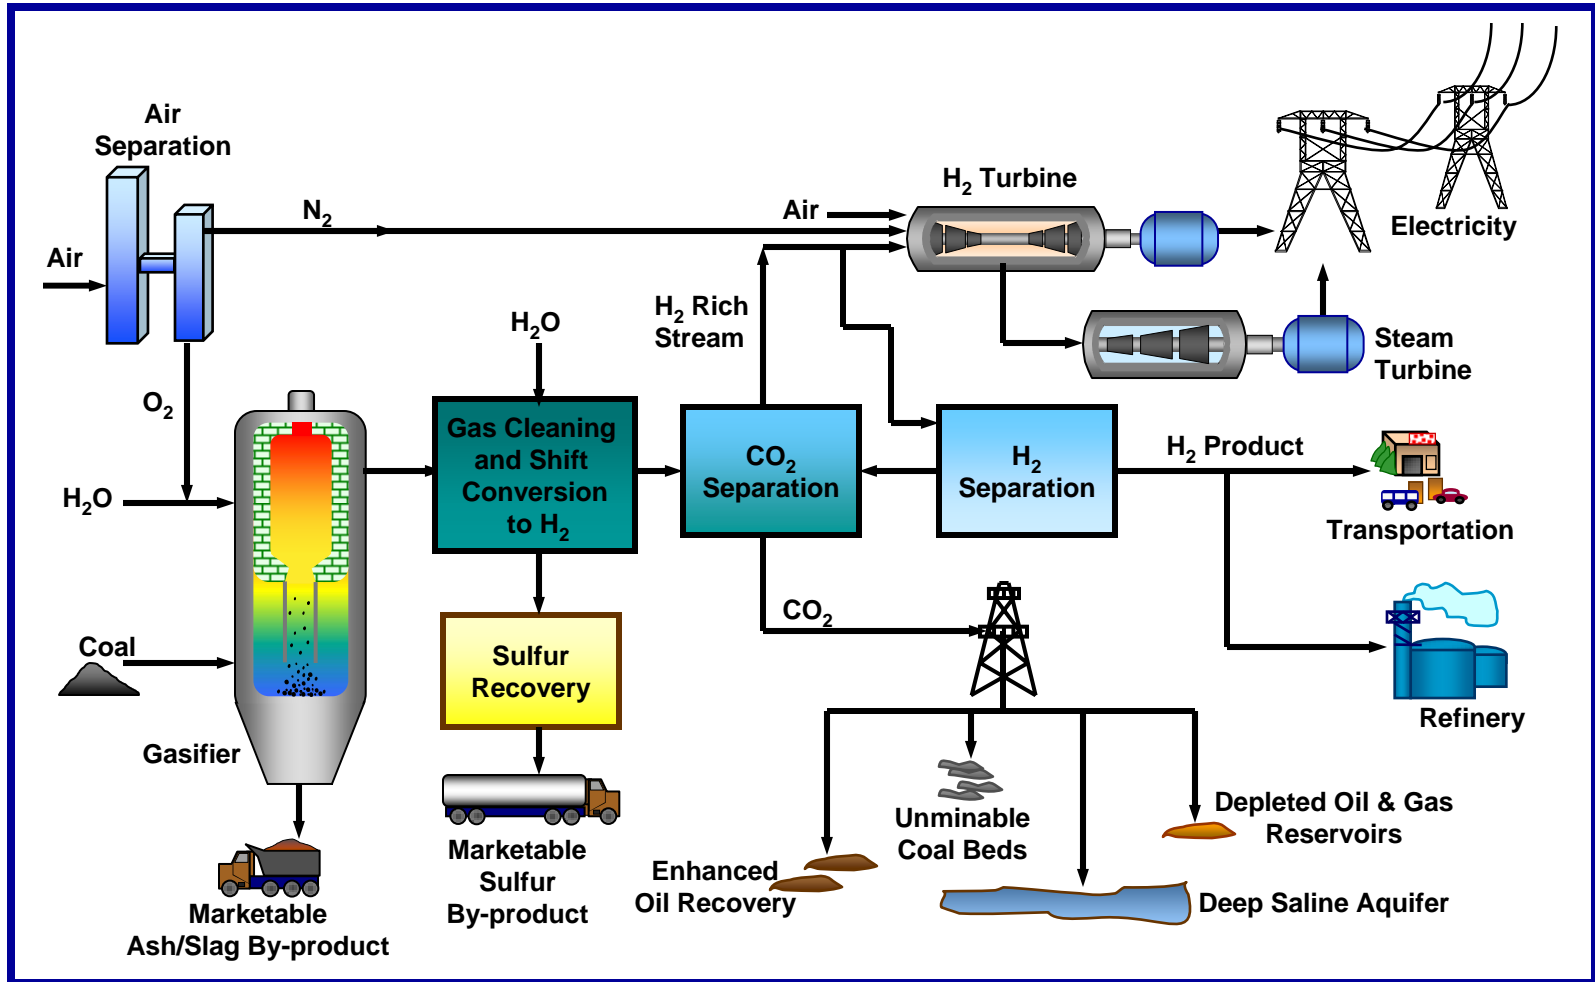 Air
Separation
N₂
Air
H₂ Turbine
Electricity
Air
H₂ Rich
Stream
H₂O
Steam
Turbine
O₂
H₂O
Gas Cleaning
and Shift
Conversion
to H₂
CO₂
Separation
H₂
Separation
H₂ Product
Transportation
Coal
Sulfur
Recovery
CO₂
Refinery
Gasifier
Marketable
Ash/Slag By-product
Marketable
Sulfur
By-product
Enhanced
Oil Recovery
Unminable
Coal Beds
Depleted Oil & Gas
Reservoirs
Deep Saline Aquifer